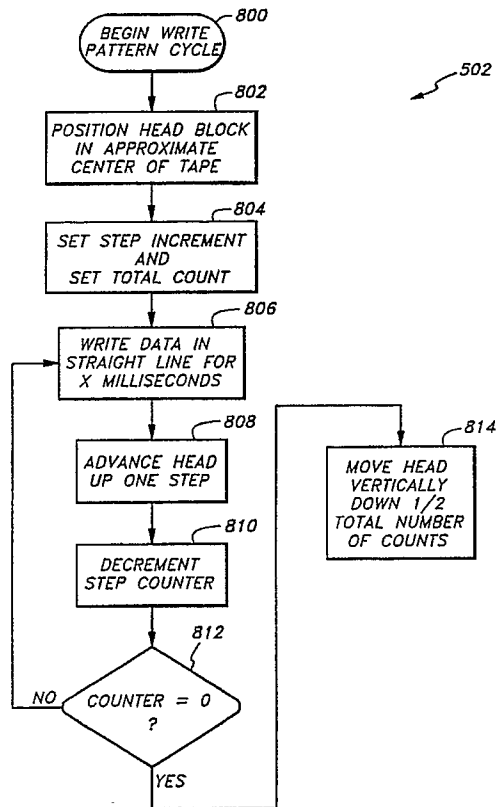 800
BEGIN WRITE
PATTERN CYCLE
502
802
POSITION HEAD BLOCK
IN APPROXIMATE
CENTER OF TAPE
804
SET STEP INCREMENT
AND
SET TOTAL COUNT
806
WRITE DATA IN
STRAIGHT LINE FOR
X MILLISECONDS
808
ADVANCE HEAD
UP ONE STEP
810
DECREMENT
STEP COUNTER
812
COUNTER = 0
?
NO
YES
814
MOVE HEAD
VERTICALLY
DOWN 1/2
TOTAL NUMBER
OF COUNTS